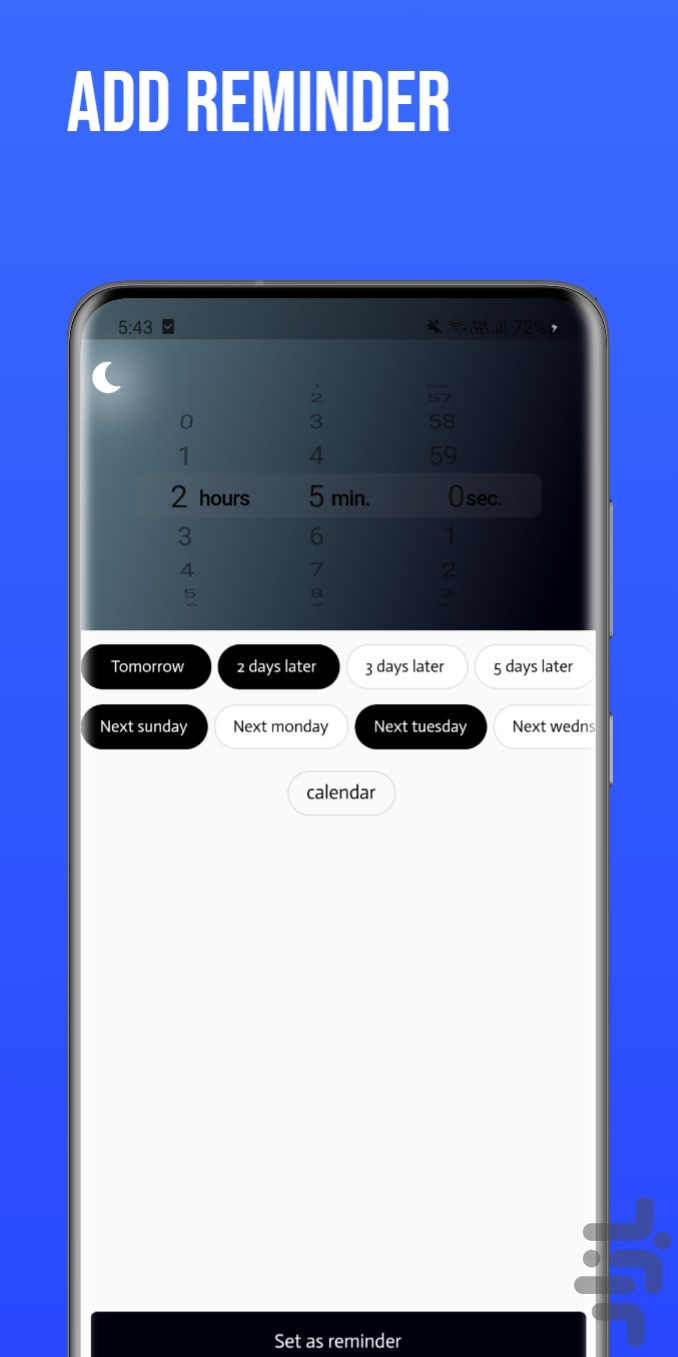 ADD REMINDER
5:43 72%
2 57
0 3 58
1 4 59
2 hours 5 min. 0 sec.
3 6 1
4 7 2
5 8 3
Tomorrow 2 days later 3 days later 5 days later
Next sunday Next monday Next tuesday Next wedns
calendar
Set as reminder
بازار